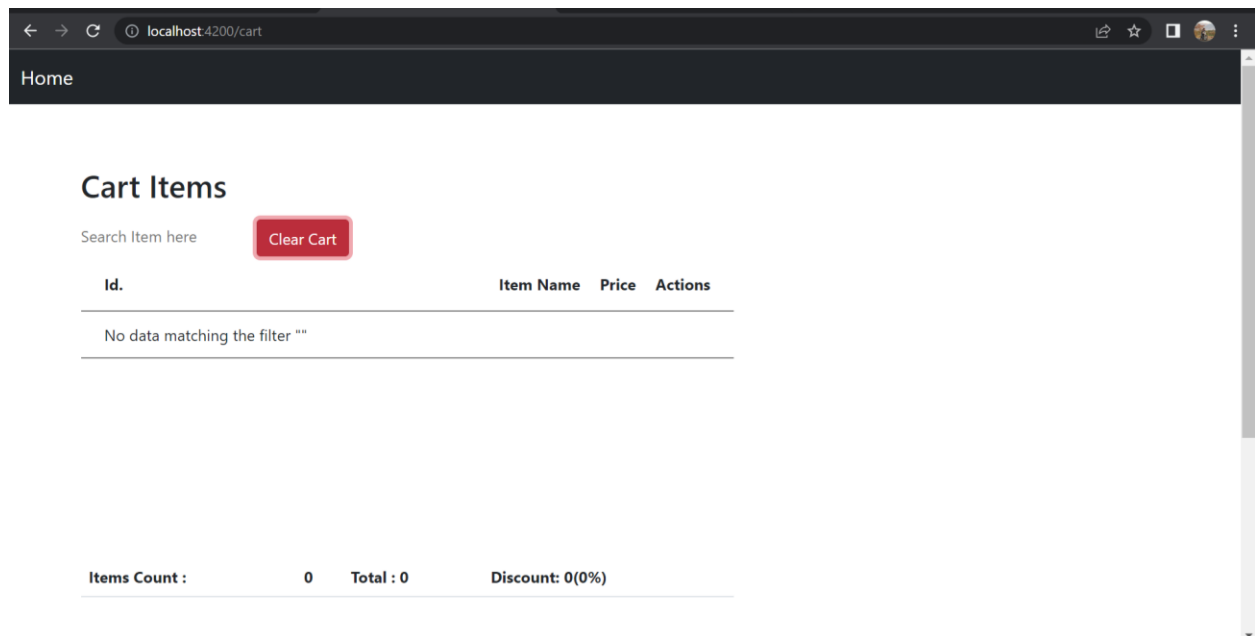 localhost:4200/cart
Home
Cart Items
Search Item here Clear Cart
Id. Item Name Price Actions
No data matching the filter ""
Items Count : 0 Total : 0 Discount: 0(0%)